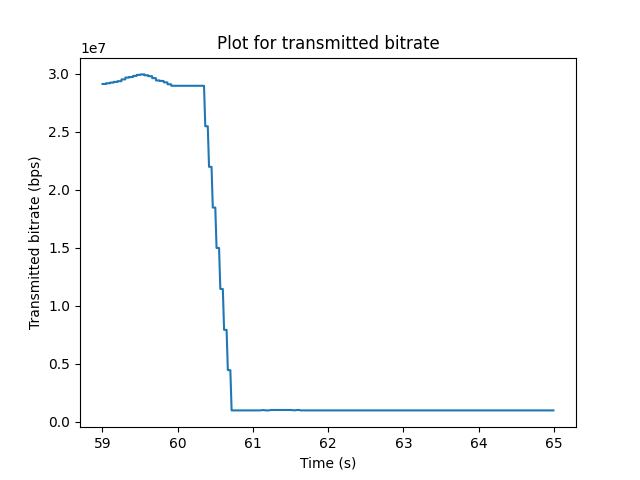 Plot for transmitted bitrate
1e7
3.0
2.5
2.0
1.5
1.0
0.5
0.0
Transmitted bitrate (bps)
59 60 61 62 63 64 65
Time (s)